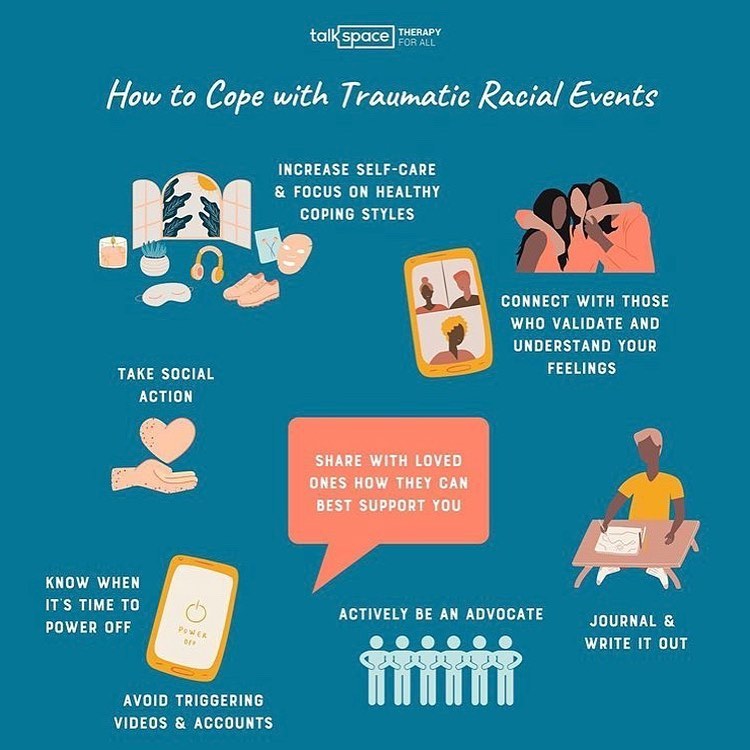 talkspace THERAPY
FOR ALL
How to Cope with Traumatic Racial Events
INCREASE SELF-CARE
& FOCUS ON HEALTHY
COPING STYLES
CONNECT WITH THOSE
WHO VALIDATE AND
UNDERSTAND YOUR
FEELINGS
TAKE SOCIAL
ACTION
SHARE WITH LOVED
ONES HOW THEY CAN
BEST SUPPORT YOU
KNOW WHEN
IT'S TIME TO
POWER OFF
POWER
OFF
ACTIVELY BE AN ADVOCATE
JOURNAL &
WRITE IT OUT
AVOID TRIGGERING
VIDEOS & ACCOUNTS